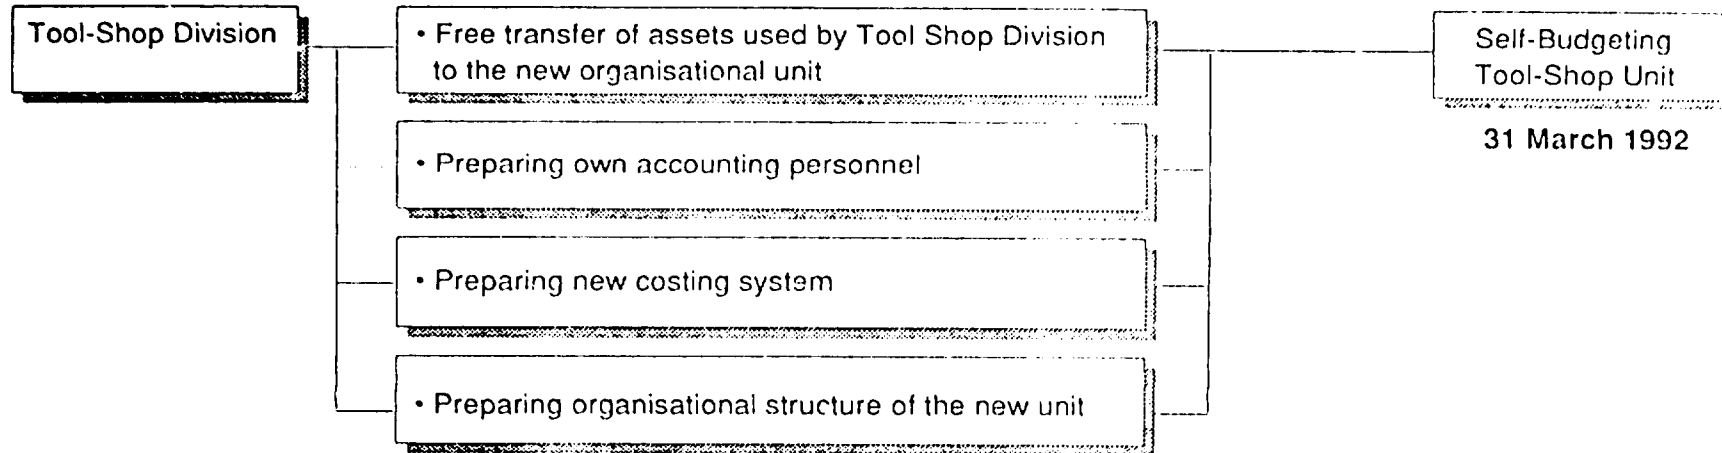 Tool-Shop Division
• Free transfer of assets used by Tool Shop Division
to the new organisational unit
• Preparing own accounting personnel
• Preparing new costing system
• Preparing organisational structure of the new unit
Self-Budgeting
Tool-Shop Unit
31 March 1992